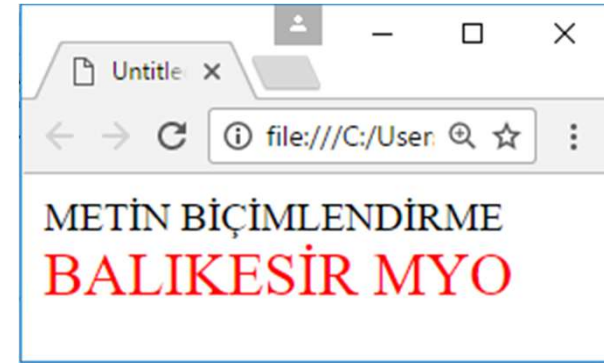 Untitle
file:///C:/User
METİN BİÇİMLENDİRME
BALIKESİR MYO